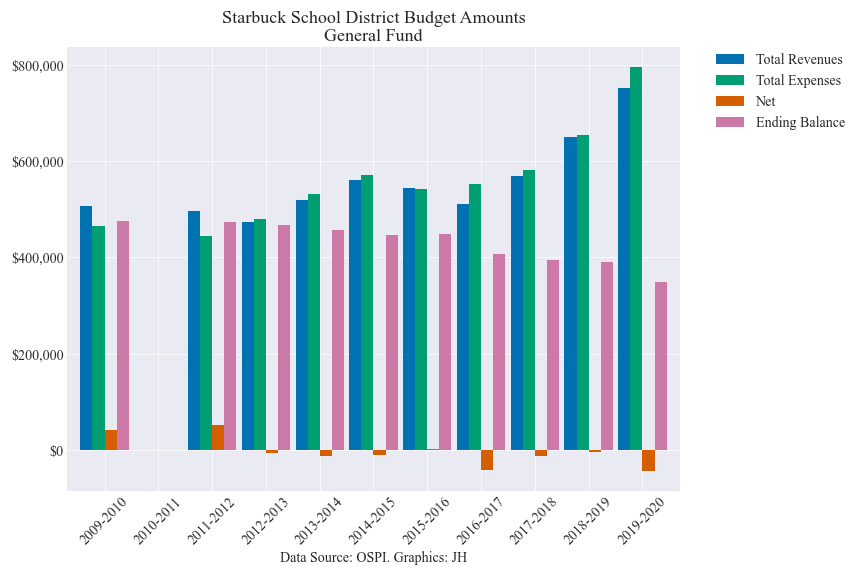 Starbuck School District Budget Amounts
General Fund
Total Revenues
Total Expenses
Net
Ending Balance
$800,000
$600,000
$400,000
$200,000
$0
2009-2010
2010-2011
2011-2012
2012-2013
2013-2014
2014-2015
2015-2016
2016-2017
2017-2018
2018-2019
2019-2020
Data Source: OSPI. Graphics: JH